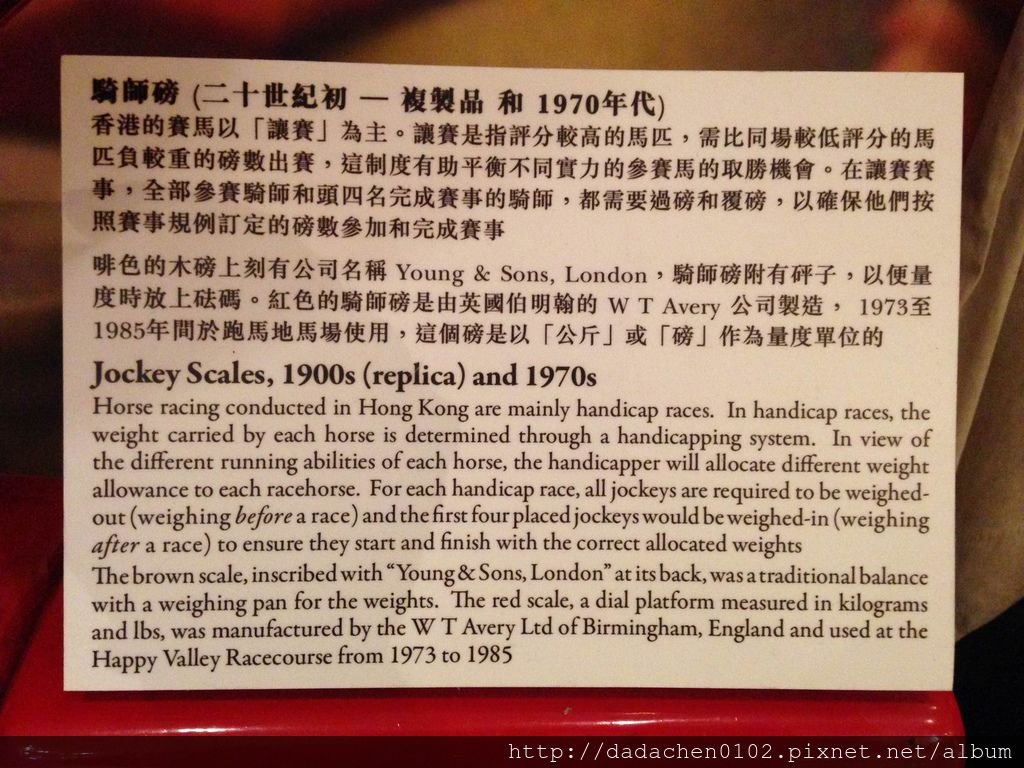 騎師磅 (二十世紀初 — 複製品 和 1970年代)
香港的賽馬以「讓賽」為主。讓賽是指評分較高的馬匹，需比同場較低評分的馬
匹負較重的磅數出賽，這制度有助平衡不同實力的參賽馬的取勝機會。在讓賽賽
事，全部參賽騎師和頭四名完成賽事的騎師，都需要過磅和覆磅，以確保他們按
照賽事規例訂定的磅數參加和完成賽事
啡色的木磅上刻有公司名稱 Young & Sons, London，騎師磅附有砰子，以便量
度時放上砝碼。紅色的騎師磅是由英國伯明翰的 W T Avery 公司製造， 1973至
1985年間於跑馬地馬場使用，這個磅是以「公斤」或「磅」作為量度單位的
Jockey Scales, 1900s (replica) and 1970s
Horse racing conducted in Hong Kong are mainly handicap races. In handicap races, the
weight carried by each horse is determined through a handicapping system. In view of
the different running abilities of each horse, the handicapper will allocate different weight
allowance to each racehorse. For each handicap race, all jockeys are required to be weighed-
out (weighing before a race) and the first four placed jockeys would be weighed-in (weighing
after a race) to ensure they start and finish with the correct allocated weights
The brown scale, inscribed with “Young & Sons, London” at its back, was a traditional balance
with a weighing pan for the weights. The red scale, a dial platform measured in kilograms
and lbs, was manufactured by the W T Avery Ltd of Birmingham, England and used at the
Happy Valley Racecourse from 1973 to 1985
http://dadachen0102.pixnet.net/album